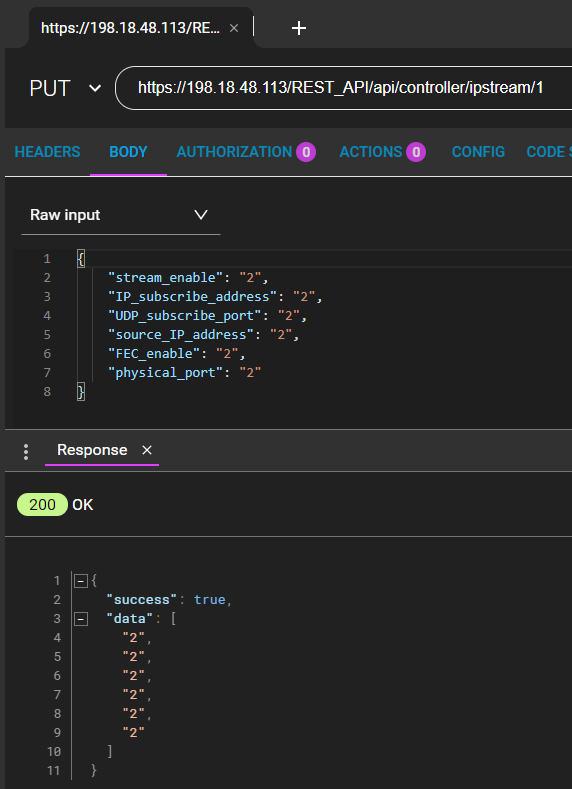 https://198.18.48.113/RE... × +
PUT https://198.18.48.113/REST_API/api/controller/ipstream/1
HEADERS BODY AUTHORIZATION 0 ACTIONS 0 CONFIG CODE S
Raw input
1 {
2 "stream_enable": "2",
3 "IP_subscribe_address": "2",
4 "UDP_subscribe_port": "2",
5 "source_IP_address": "2",
6 "FEC_enable": "2",
7 "physical_port": "2"
8 }
Response ×
200 OK
1 {
2 "success": true,
3 "data": [
4 "2",
5 "2",
6 "2",
7 "2",
8 "2",
9 "2"
10 ]
11 }